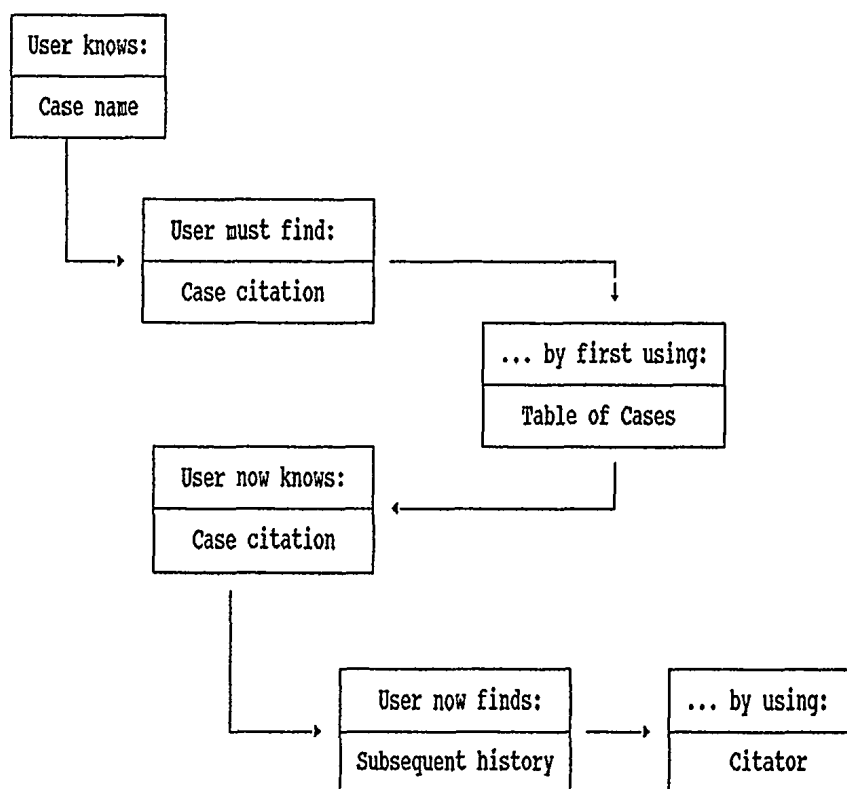 User knows:
Case name
User must find:
Case citation
... by first using:
Table of Cases
User now knows:
Case citation
User now finds:
Subsequent history
... by using:
Citator